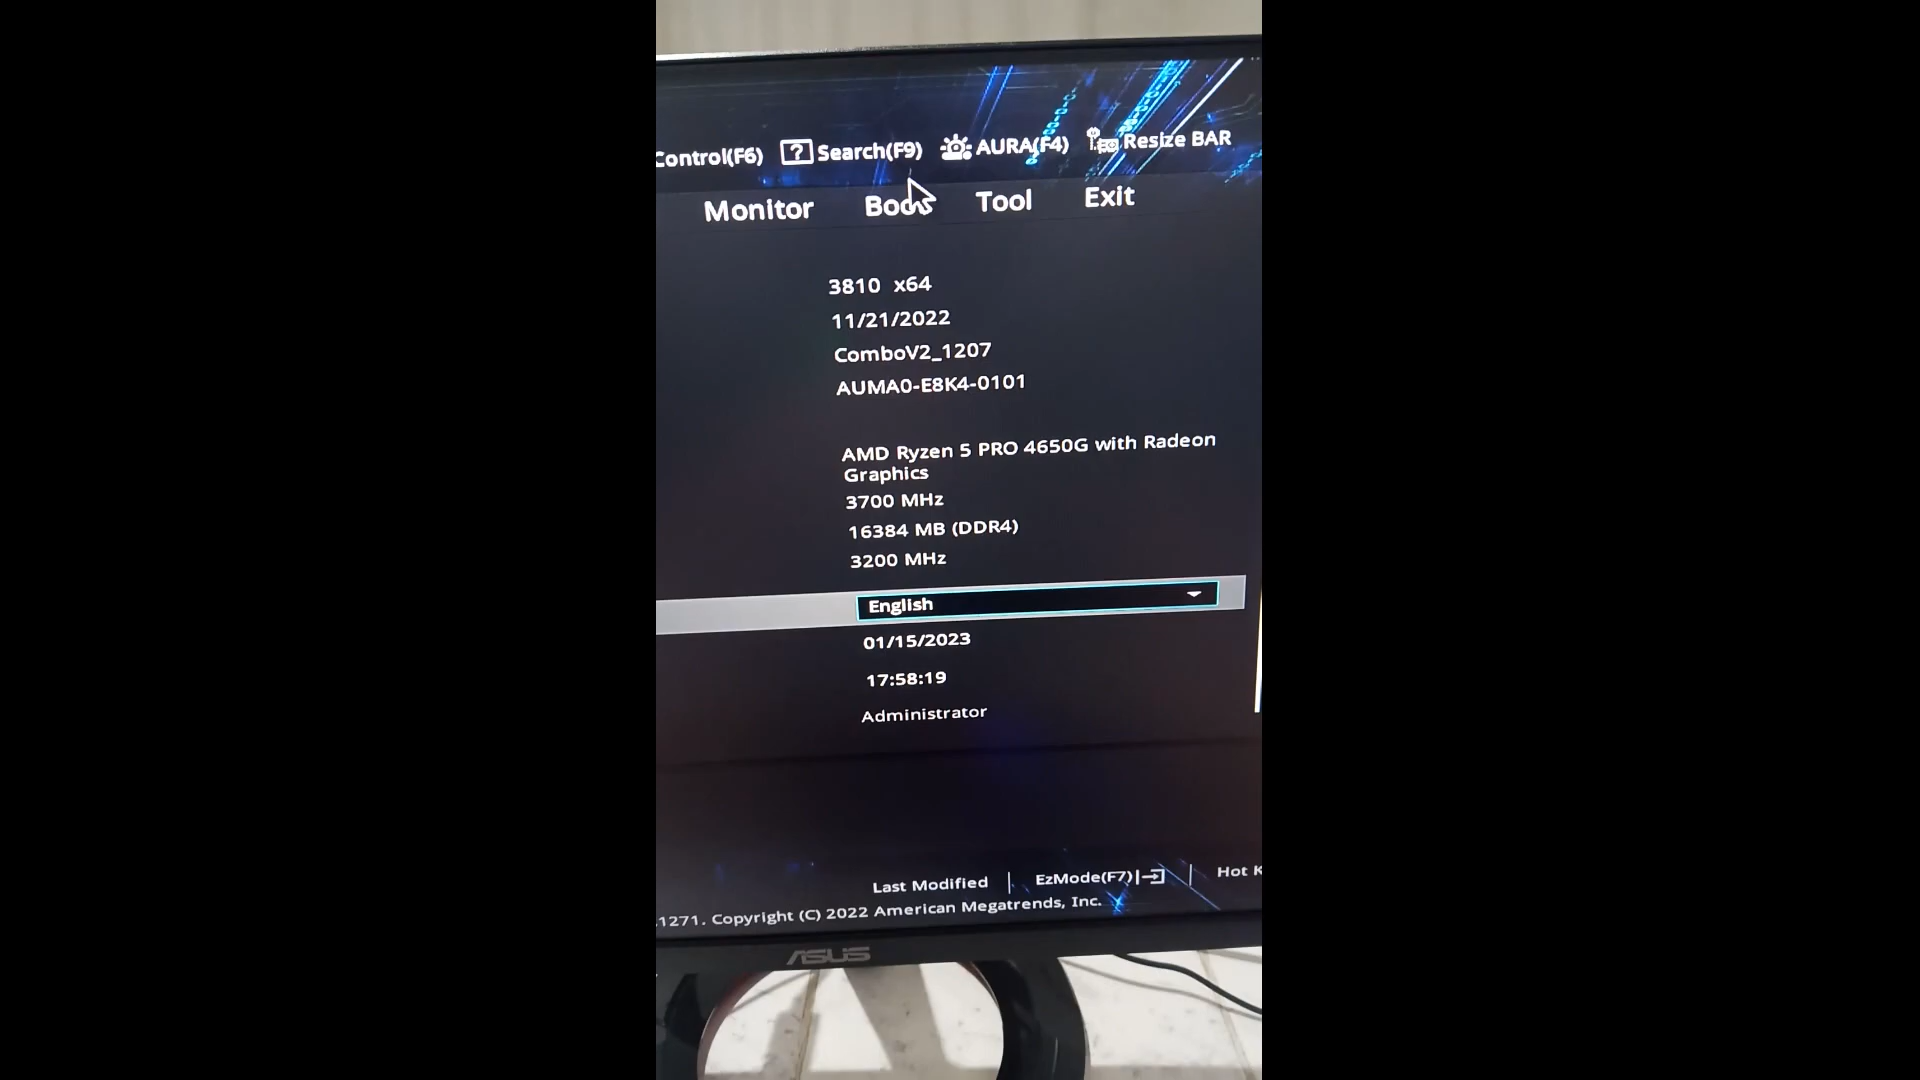 Control(F6) Search(F9) AURA(F4) Resize BAR
Monitor Boot Tool Exit
3810 x64
11/21/2022
ComboV2_1207
AUMA0-E8K4-0101
AMD Ryzen 5 PRO 4650G with Radeon
Graphics
3700 MHz
16384 MB (DDR4)
3200 MHz
English
01/15/2023
17:58:19
Administrator
Last Modified EzMode(F7) Hot K
.1271. Copyright (C) 2022 American Megatrends, Inc.
ASUS